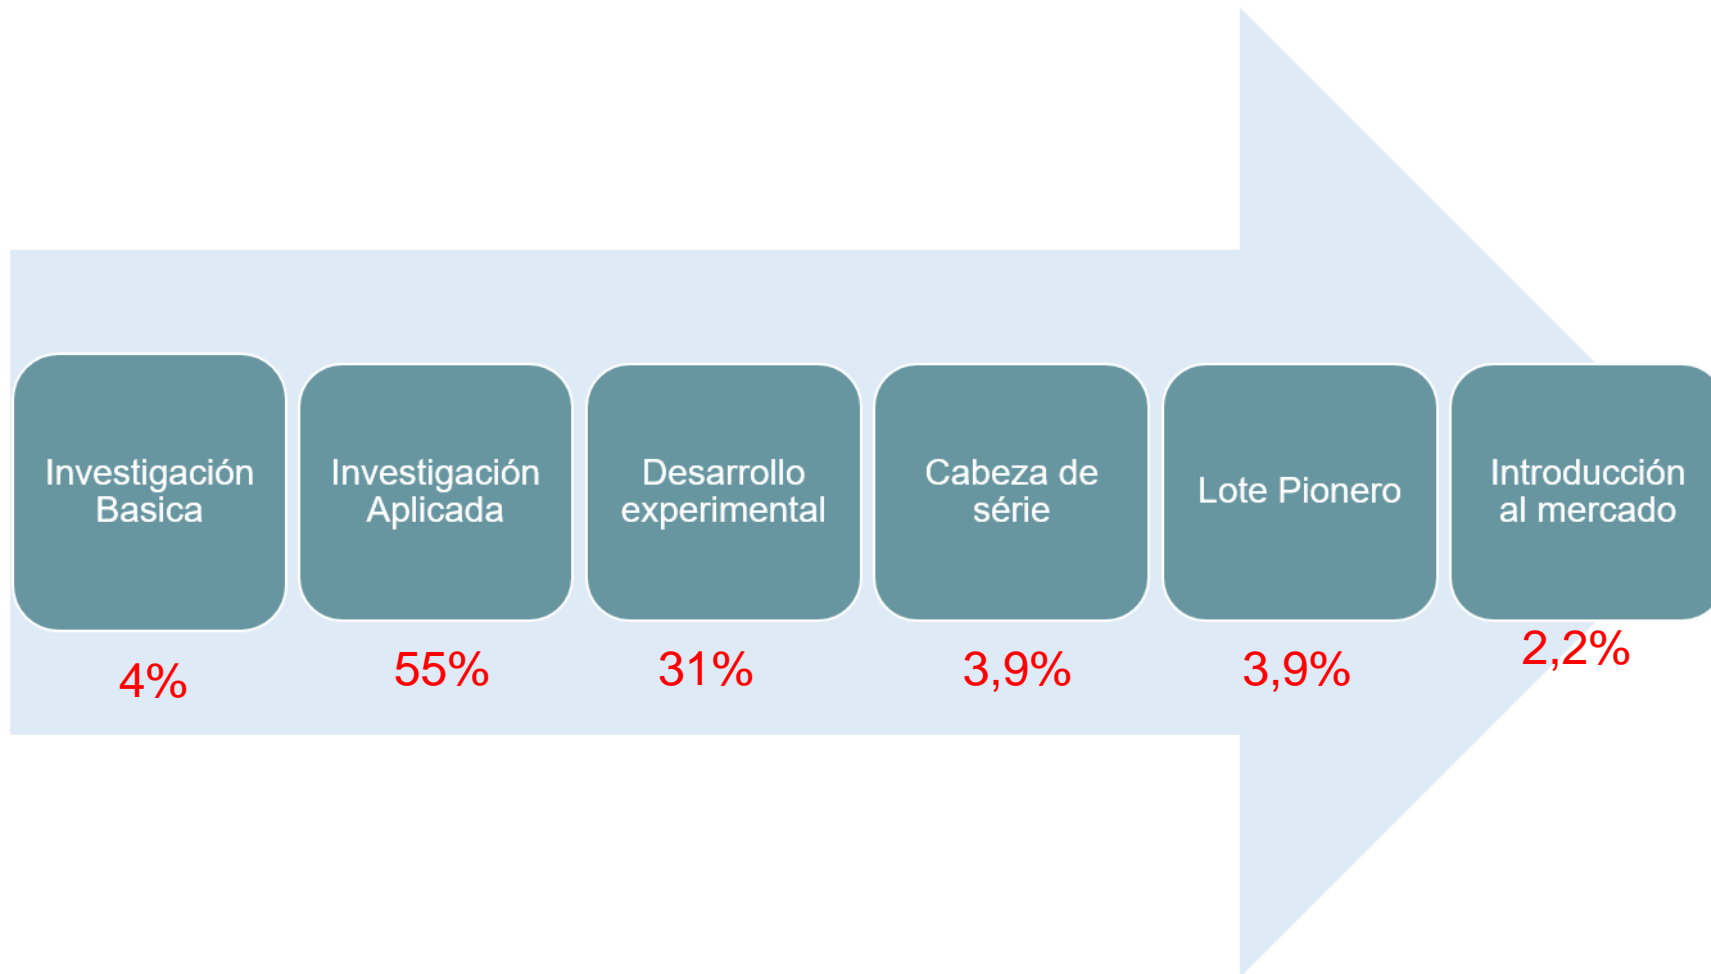 Investigación
Basica
Investigación
Aplicada
Desarrollo
experimental
Cabeza de
série
Lote Pionero
Introducción
al mercado
4%
55%
31%
3,9%
3,9%
2,2%